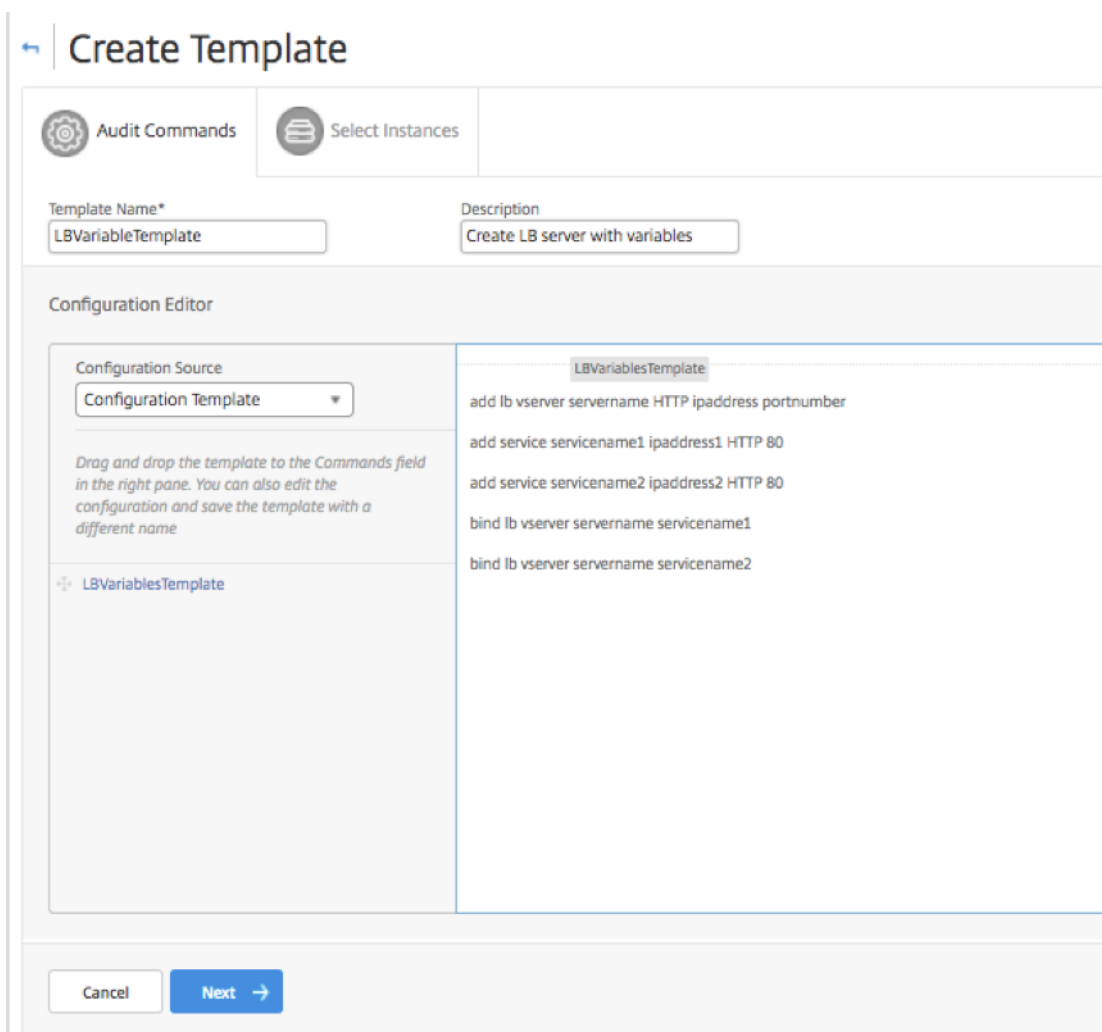 Create Template
Audit Commands
Select Instances
Template Name*
Description
LBVariableTemplate
Create LB server with variables
Configuration Editor
Configuration Source
Configuration Template
Drag and drop the template to the Commands field
in the right pane. You can also edit the
configuration and save the template with a
different name
LBVariablesTemplate
LBVariablesTemplate
add lb vserver servername HTTP ipaddress portnumber
add service servicename1 ipaddress1 HTTP 80
add service servicename2 ipaddress2 HTTP 80
bind lb vserver servername servicename1
bind lb vserver servername servicename2
Cancel
Next